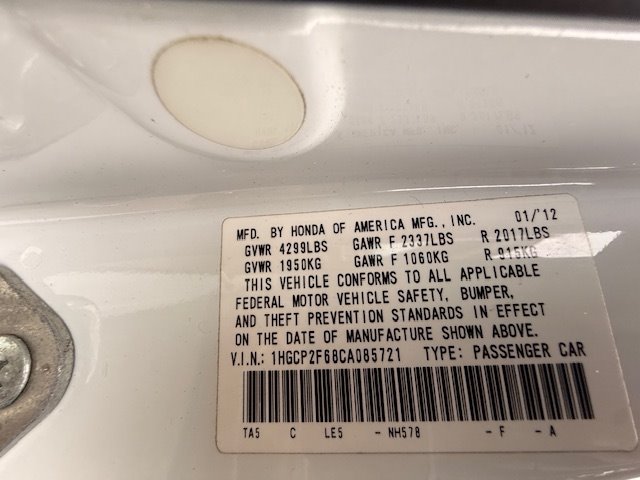 MFD. BY HONDA OF AMERICA MFG., INC. 01/'12
GVWR 4299LBS GAWR F 2337LBS R 2017LBS
GVWR 1950KG GAWR F 1060KG R 915KG
THIS VEHICLE CONFORMS TO ALL APPLICABLE
FEDERAL MOTOR VEHICLE SAFETY, BUMPER,
AND THEFT PREVENTION STANDARDS IN EFFECT
ON THE DATE OF MANUFACTURE SHOWN ABOVE.
V.I.N.: 1HGCP2F68CA085721 TYPE: PASSENGER CAR
TA5 C LE5 - NH578 - F - A